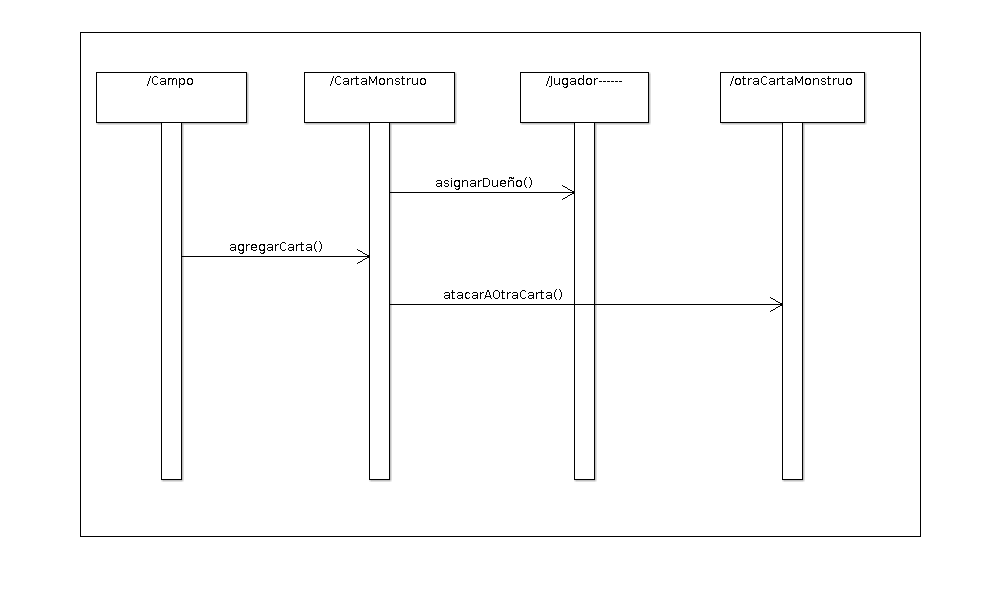 /Campo
/CartaMonstruo
/Jugador------
/otraCartaMonstruo
asignarDueño()
agregarCarta()
atacarAOtraCarta()